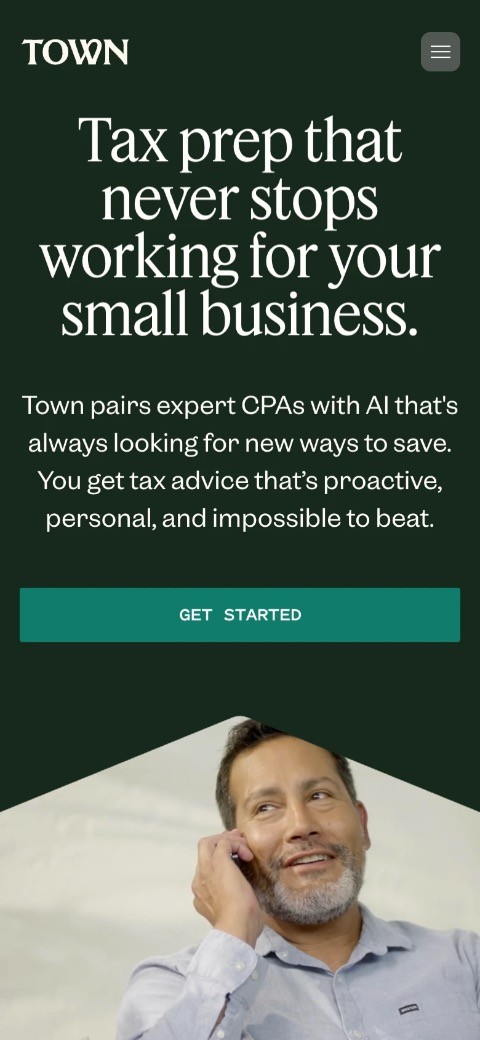 TOWN
Tax prep that
never stops
working for your
small business.
Town pairs expert CPAs with AI that's
always looking for new ways to save.
You get tax advice that’s proactive,
personal, and impossible to beat.
GET STARTED